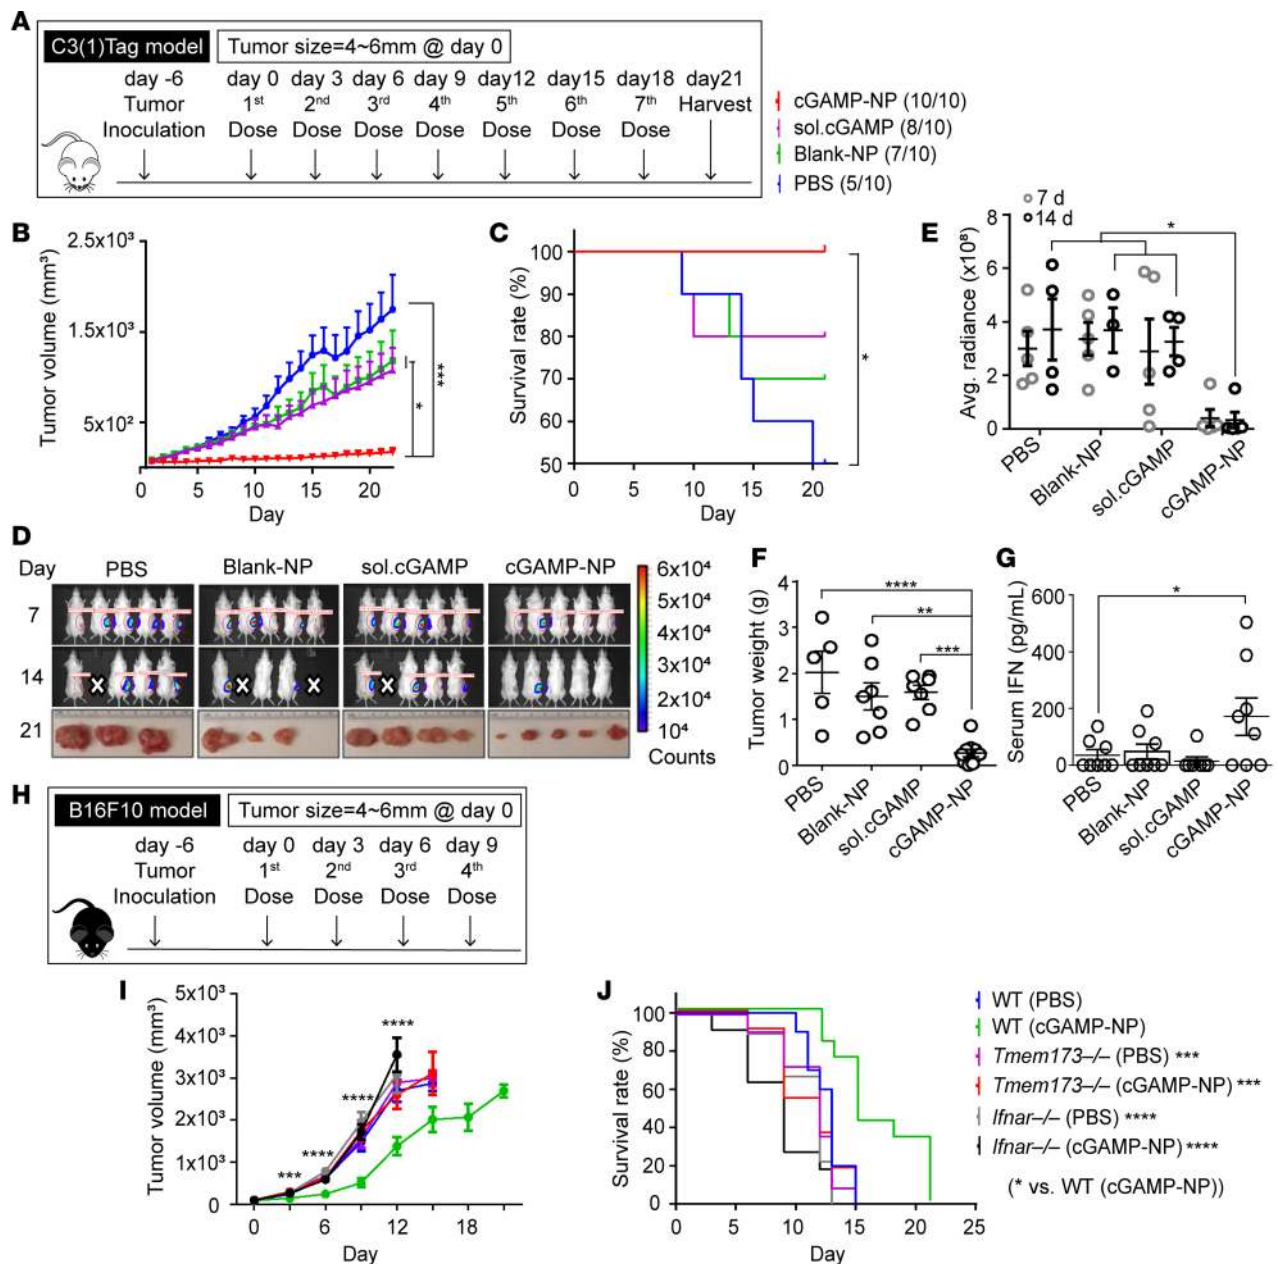 A
C3(1)Tag model
Tumor size=4~6mm @ day 0
day -6 day 0 day 3 day 6 day 9 day12 day15 day18 day21
Tumor 1st 2nd 3rd 4th 5th 6th 7th Harvest
Inoculation Dose Dose Dose Dose Dose Dose Dose
cGAMP-NP (10/10)
sol.cGAMP (8/10)
Blank-NP (7/10)
PBS (5/10)
B
Tumor volume (mm³)
2.5x10³
1.5x10³
5x10²
0 5 10 15 20
Day
*
***
C
Survival rate (%)
100
90
80
70
60
50
0 5 10 15 20
Day
*
E
7 d
14 d
*
Avg. radiance (x10⁸)
8
6
4
2
0
PBS Blank-NP sol.cGAMP cGAMP-NP
D
Day PBS Blank-NP sol.cGAMP cGAMP-NP
7
14
21
6x10⁴
5x10⁴
4x10⁴
3x10⁴
2x10⁴
10⁴
Counts
F
Tumor weight (g)
4
3
2
1
0
****
**
***
PBS Blank-NP sol.cGAMP cGAMP-NP
G
Serum IFN (pg/mL)
600
400
200
0
*
PBS Blank-NP sol.cGAMP cGAMP-NP
H
B16F10 model
Tumor size=4~6mm @ day 0
day -6 day 0 day 3 day 6 day 9
Tumor 1st 2nd 3rd 4th
Inoculation Dose Dose Dose Dose
I
Tumor volume (mm³)
5x10³
4x10³
3x10³
2x10³
1x10³
0
*** **** **** ****
0 6 12 18
Day
J
Survival rate (%)
100
80
60
40
20
0
0 5 10 15 20 25
Day
WT (PBS)
WT (cGAMP-NP)
Tmem173–/– (PBS) ***
Tmem173–/– (cGAMP-NP) ***
Ifnar–/– (PBS) ****
Ifnar–/– (cGAMP-NP) ****
(* vs. WT (cGAMP-NP))